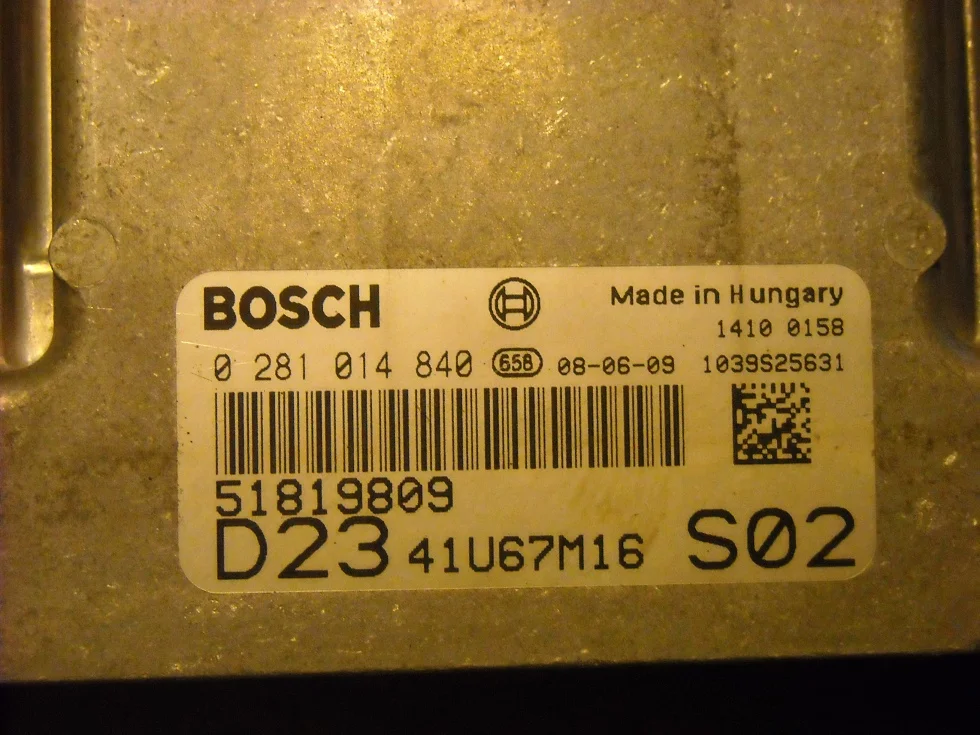 BOSCH
Made in Hungary
1410 0158
0 281 014 840 658 08-06-09 1039S25631
51819809
D23 41U67M16 S02